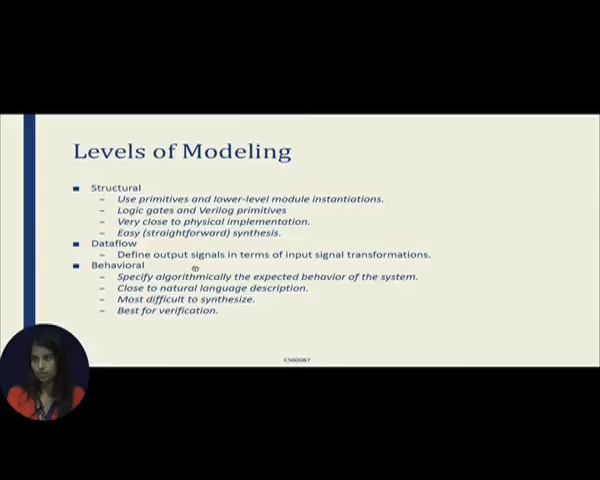 Levels of Modeling
Structural
– Use primitives and lower-level module instantiations.
– Logic gates and Verilog primitives
– Very close to physical implementation.
– Easy (straightforward) synthesis.
Dataflow
– Define output signals in terms of input signal transformations.
Behavioral
– Specify algorithmically the expected behavior of the system.
– Close to natural language description.
– Most difficult to synthesize.
– Best for verification.
CS60087